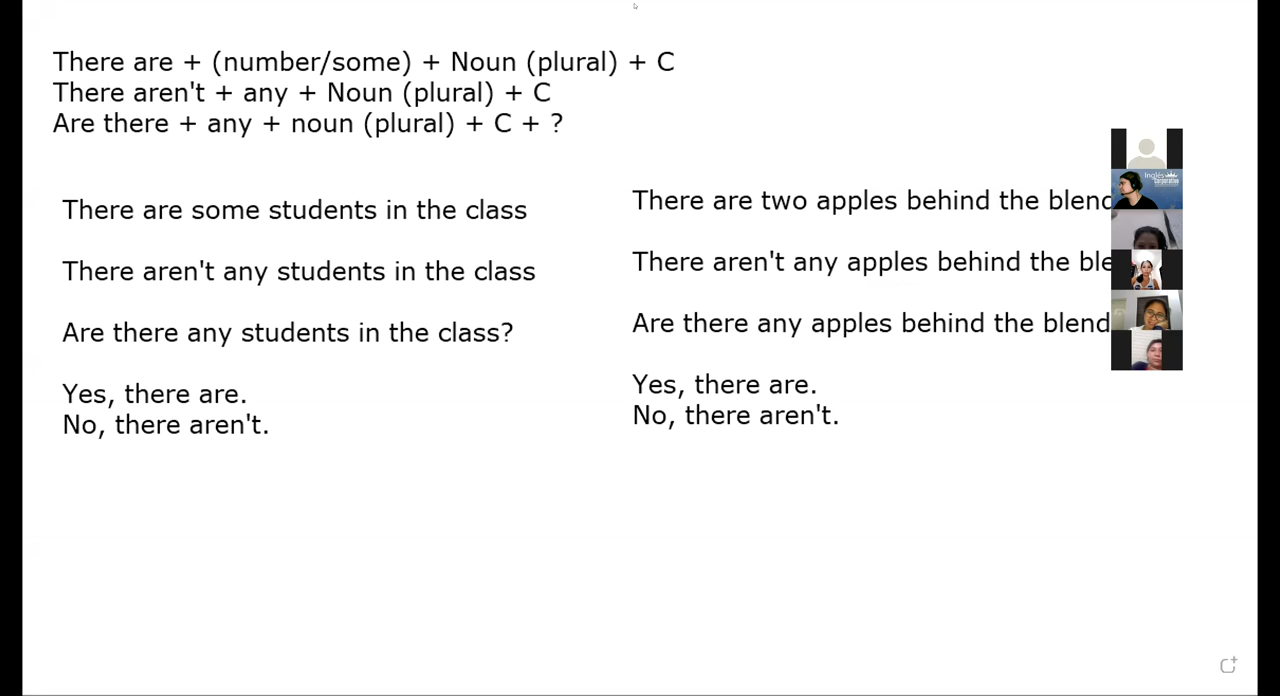 There are + (number/some) + Noun (plural) + C
There aren't + any + Noun (plural) + C
Are there + any + noun (plural) + C + ?
There are some students in the class
There aren't any students in the class
Are there any students in the class?
Yes, there are.
No, there aren't.
There are two apples behind the
There aren't any apples behind the
Are there any apples behind the
Yes, there are.
No, there aren't.
Inglés
Corporativo